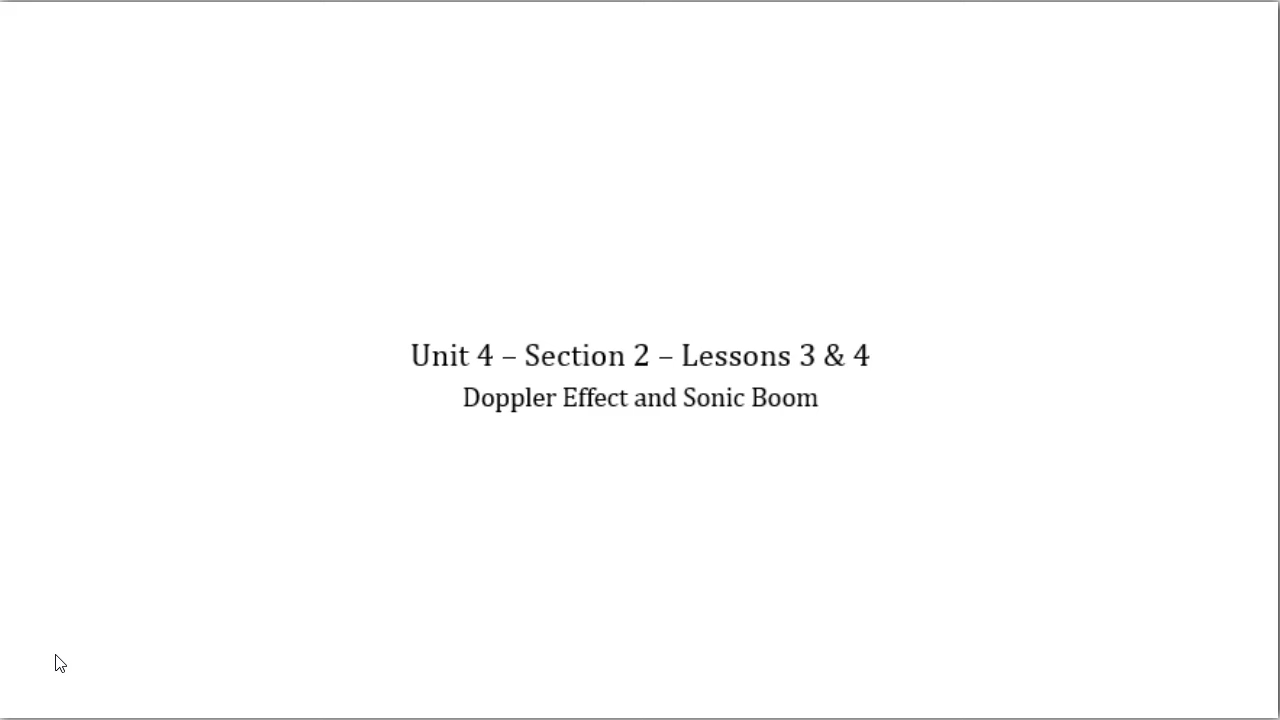 Unit 4 – Section 2 – Lessons 3 & 4
Doppler Effect and Sonic Boom